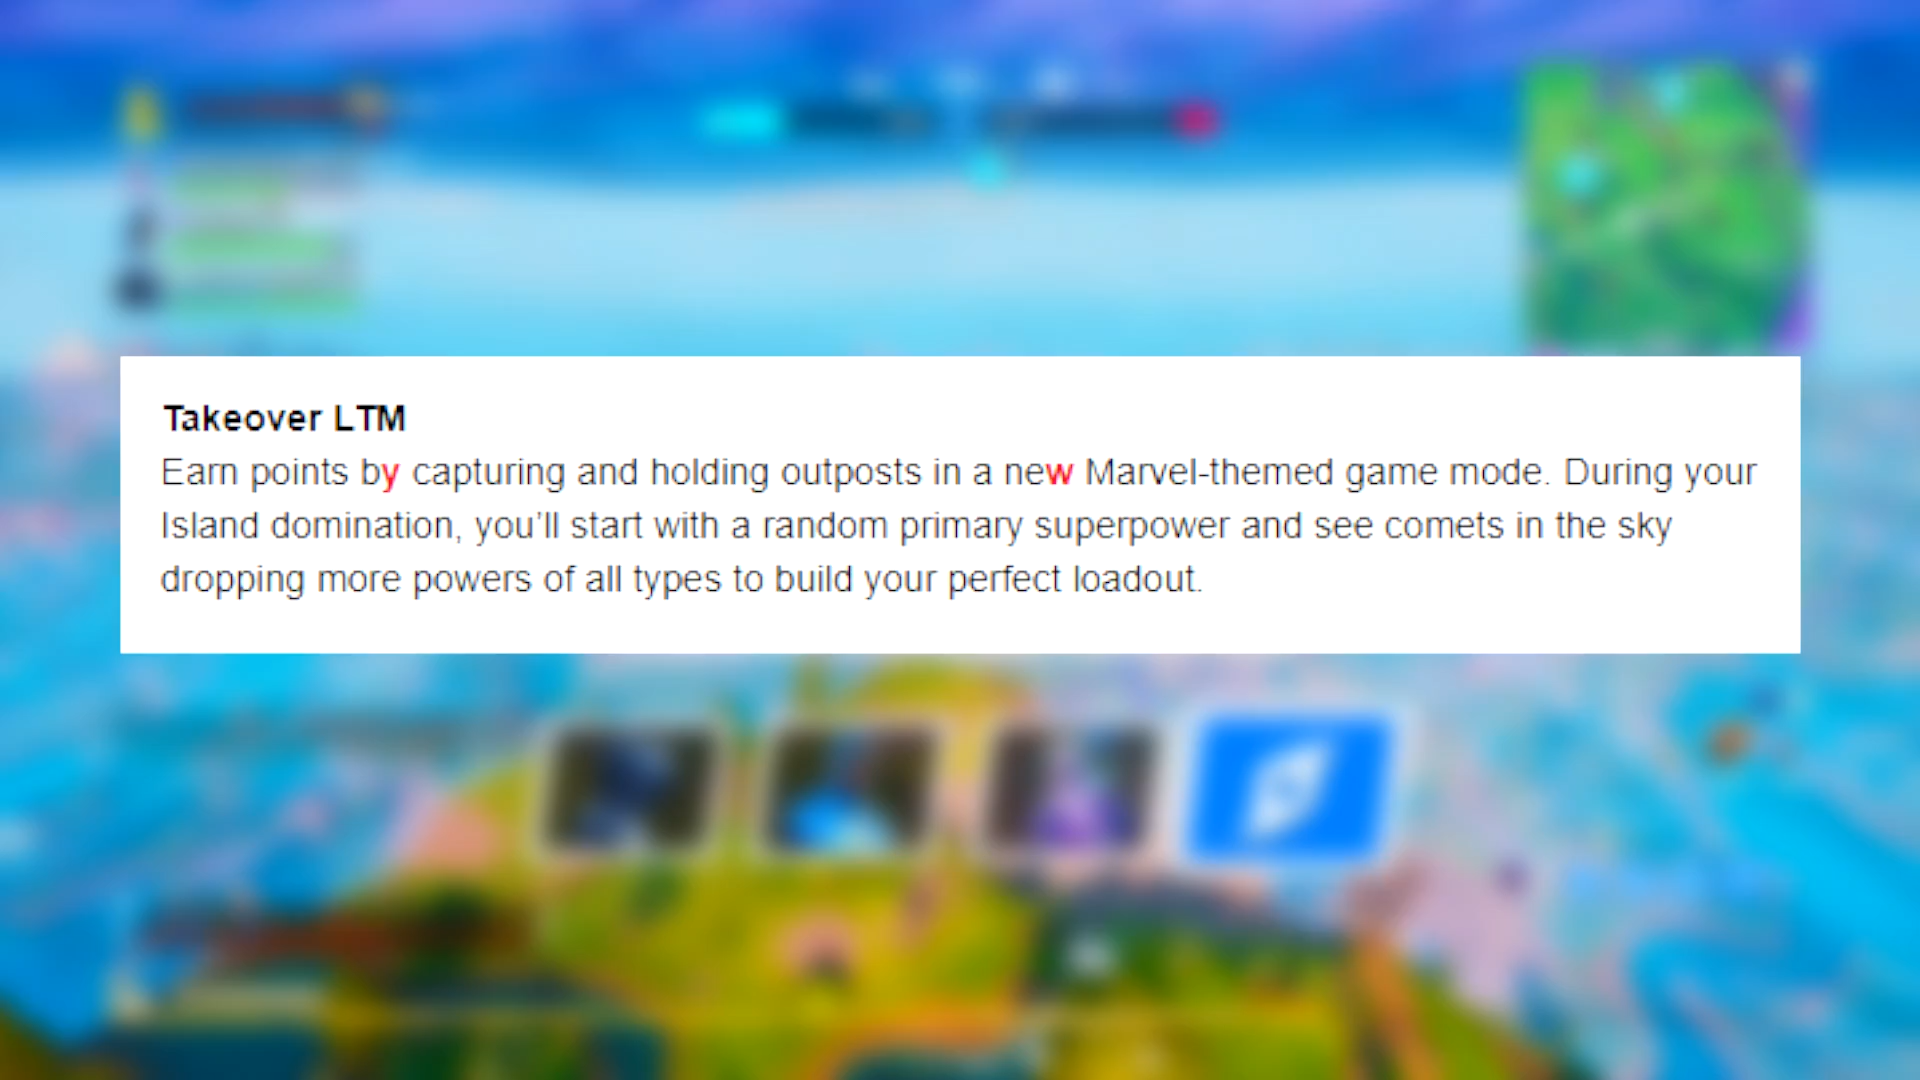 Takeover LTM
Earn points by capturing and holding outposts in a new Marvel-themed game mode. During your
Island domination, you’ll start with a random primary superpower and see comets in the sky
dropping more powers of all types to build your perfect loadout.